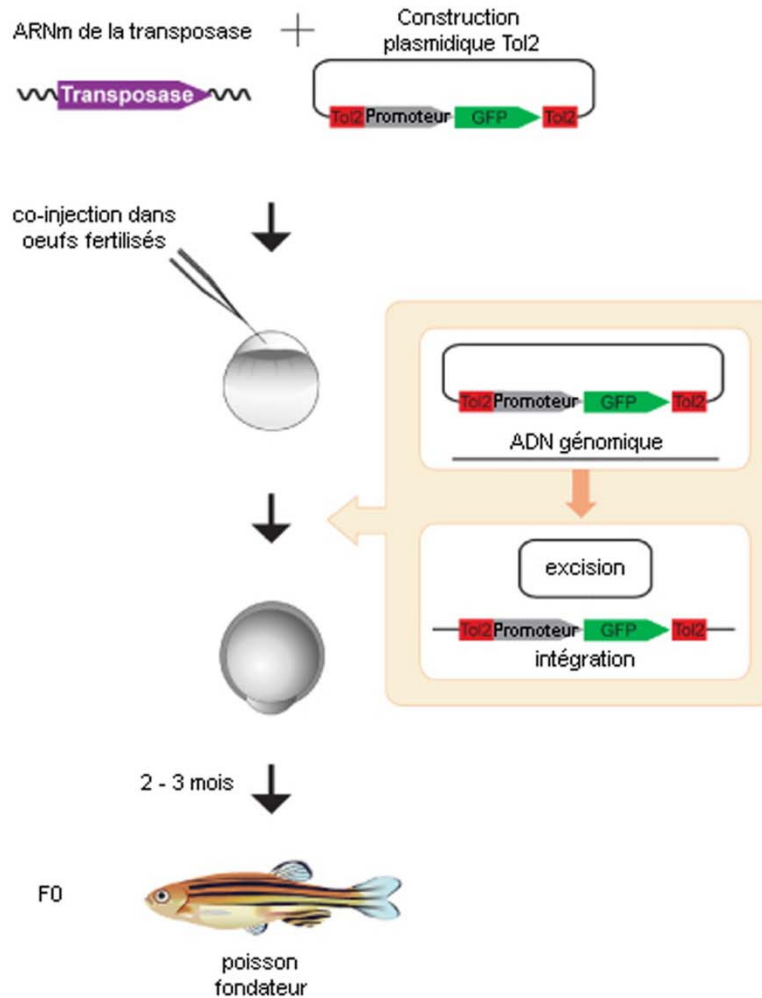 ARNm de la transposase
+
Construction
plasmidique Tol2
Transposase
Tol2 Promoteur GFP Tol2
co-injection dans
oeufs fertilisés
Tol2 Promoteur GFP Tol2
ADN génomique
excision
Tol2 Promoteur GFP Tol2
intégration
2 - 3 mois
F0
poisson
fondateur